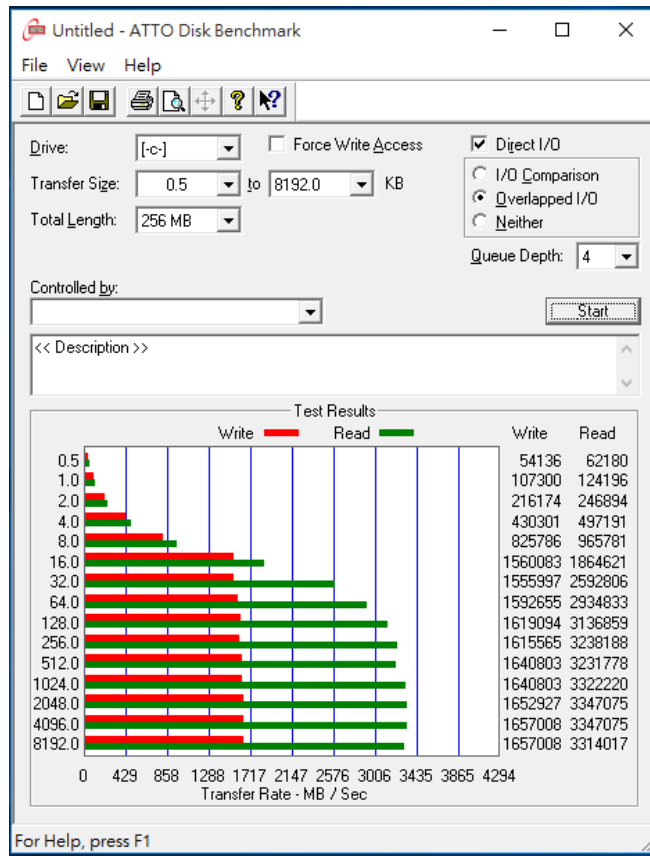 Untitled - ATTO Disk Benchmark
File View Help
Drive: [-c-] Force Write Access Direct I/O
Transfer Size: 0.5 to 8192.0 KB I/O Comparison
Overlapped I/O
Total Length: 256 MB Neither
Queue Depth: 4
Controlled by:
Start
<< Description >>
Test Results
Write Read Write Read
0.5 54136 62180
1.0 107300 124196
2.0 216174 246894
4.0 430301 497191
8.0 825786 965781
16.0 1560083 1864621
32.0 1555997 2592806
64.0 1592655 2934833
128.0 1619094 3136859
256.0 1615565 3238188
512.0 1640803 3231778
1024.0 1640803 3322220
2048.0 1652927 3347075
4096.0 1657008 3347075
8192.0 1657008 3314017
0 429 858 1288 1717 2147 2576 3006 3435 3865 4294
Transfer Rate - MB / Sec
For Help, press F1